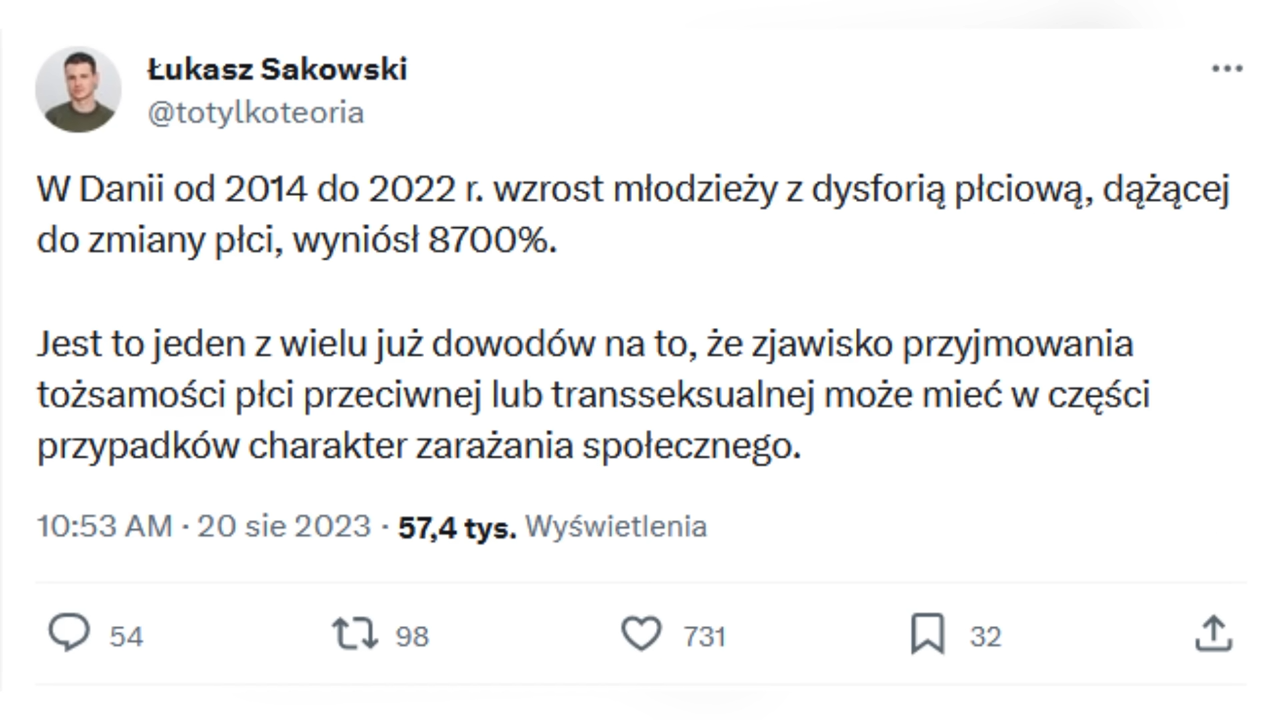 Łukasz Sakowski
@totylkoteoria
W Danii od 2014 do 2022 r. wzrost młodzieży z dysforią płciową, dążącej
do zmiany płci, wyniósł 8700%.
Jest to jeden z wielu już dowodów na to, że zjawisko przyjmowania
tożsamości płci przeciwnej lub transseksualnej może mieć w części
przypadków charakter zarażania społecznego.
10:53 AM · 20 sie 2023 · 57,4 tys. Wyświetlenia
54 98 731 32